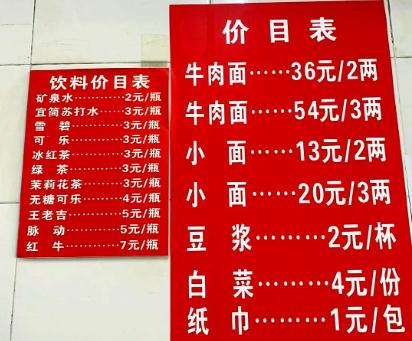 饮料价目表
矿泉水············2元/瓶
宜简苏打水·····3元/瓶
雪 碧············3元/瓶
可 乐············3元/瓶
冰红茶············3元/瓶
绿 茶············3元/瓶
茉莉花茶·········3元/瓶
无糖可乐·········4元/瓶
王老吉············5元/瓶
脉 动············5元/瓶
红 牛············7元/瓶
价目表
牛肉面······36元/2两
牛肉面······54元/3两
小 面······13元/2两
小 面······20元/3两
豆 浆·········2元/杯
白 菜·········4元/份
纸 巾·········1元/包